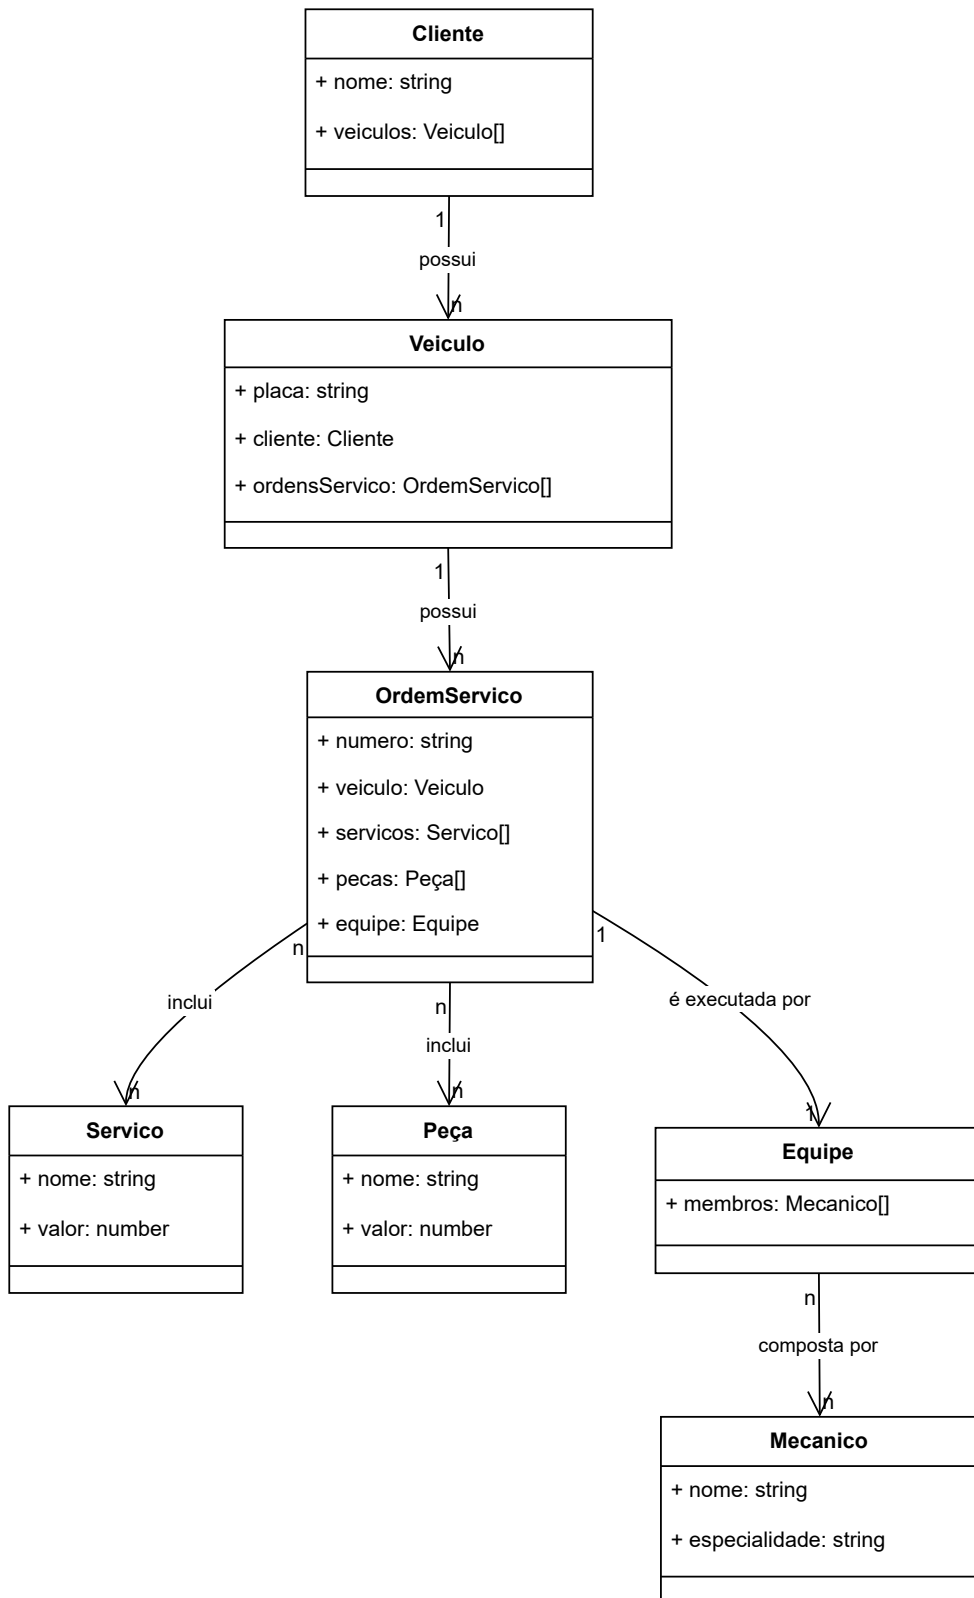 Cliente
+ nome: string
+ veiculos: Veiculo[]
1
possui
n
Veiculo
+ placa: string
+ cliente: Cliente
+ ordensServico: OrdemServico[]
1
possui
n
OrdemServico
+ numero: string
+ veiculo: Veiculo
+ servicos: Servico[]
+ pecas: Peça[]
+ equipe: Equipe
n
inclui
n
n
inclui
n
1
é executada por
1
Servico
+ nome: string
+ valor: number
Peça
+ nome: string
+ valor: number
Equipe
+ membros: Mecanico[]
n
composta por
n
Mecanico
+ nome: string
+ especialidade: string